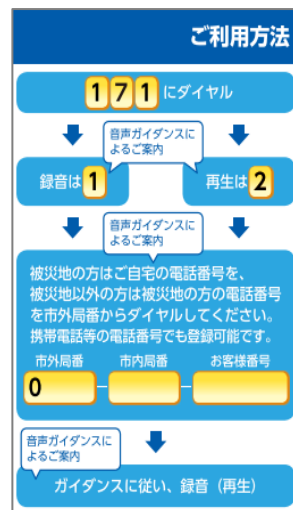 ご利用方法
171にダイヤル
音声ガイダンスに
よるご案内
録音は1
再生は2
音声ガイダンスに
よるご案内
被災地の方はご自宅の電話番号を、
被災地以外の方は被災地の方の電話番号
を市外局番からダイヤルしてください。
携帯電話等の電話番号でも登録可能です。
市外局番 市内局番 お客様番号
0 - -
音声ガイダンスに
よるご案内
ガイダンスに従い、録音（再生）